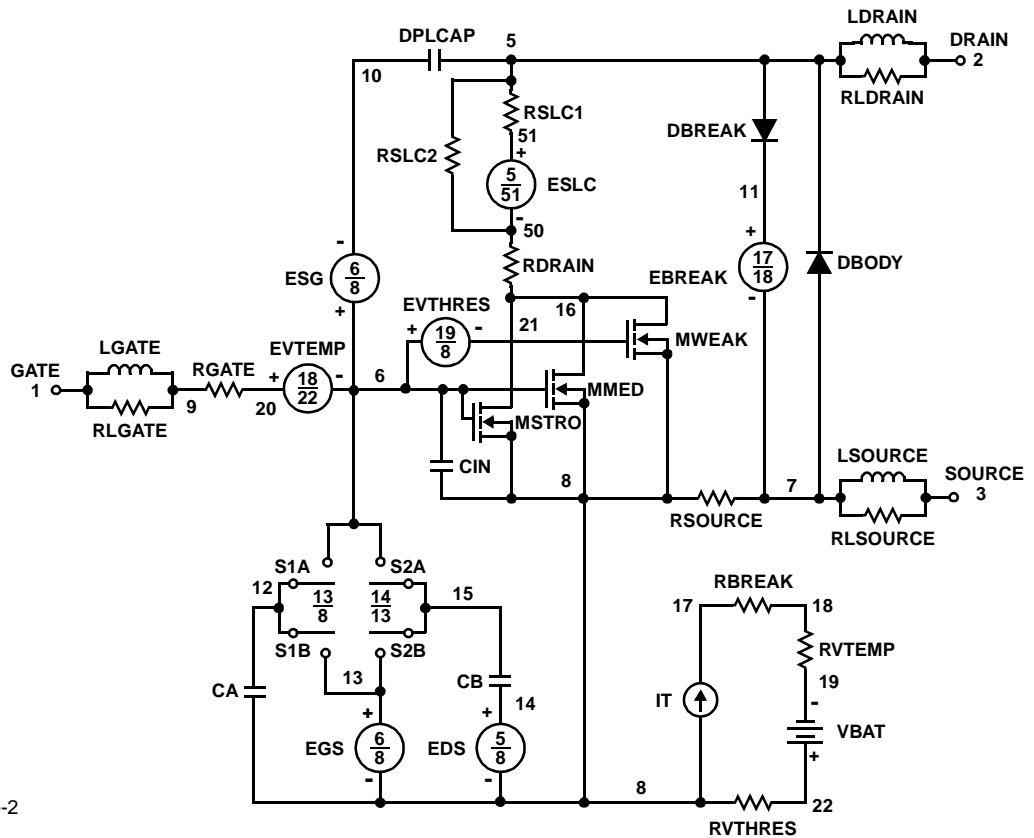 LDRAIN
DPLCAP 5 DRAIN
10 2
RSLC1 RLDRAIN
51 DBREAK
RSLC2 +
5
51 ESLC
11
-
50
- +
RDRAIN 17
18
ESG 6
8 EBREAK DBODY
+ -
EVTHRES 16
+ 19
8 - 21 MWEAK
LGATE EVTEMP
GATE RGATE + 18
22 - 6 MMED
1 9 20 MSTRO
RLGATE
LSOURCE
CIN 8 7 SOURCE
3
RSOURCE RLSOURCE
S1A S2A
12 13
8 14
13 15 RBREAK
17 18
S1B S2B RVTEMP
13 CB 19
CA 14 IT -
+ + VBAT
EGS 6
8 EDS 5
8 +
- - 8 22
-2
RVTHRES